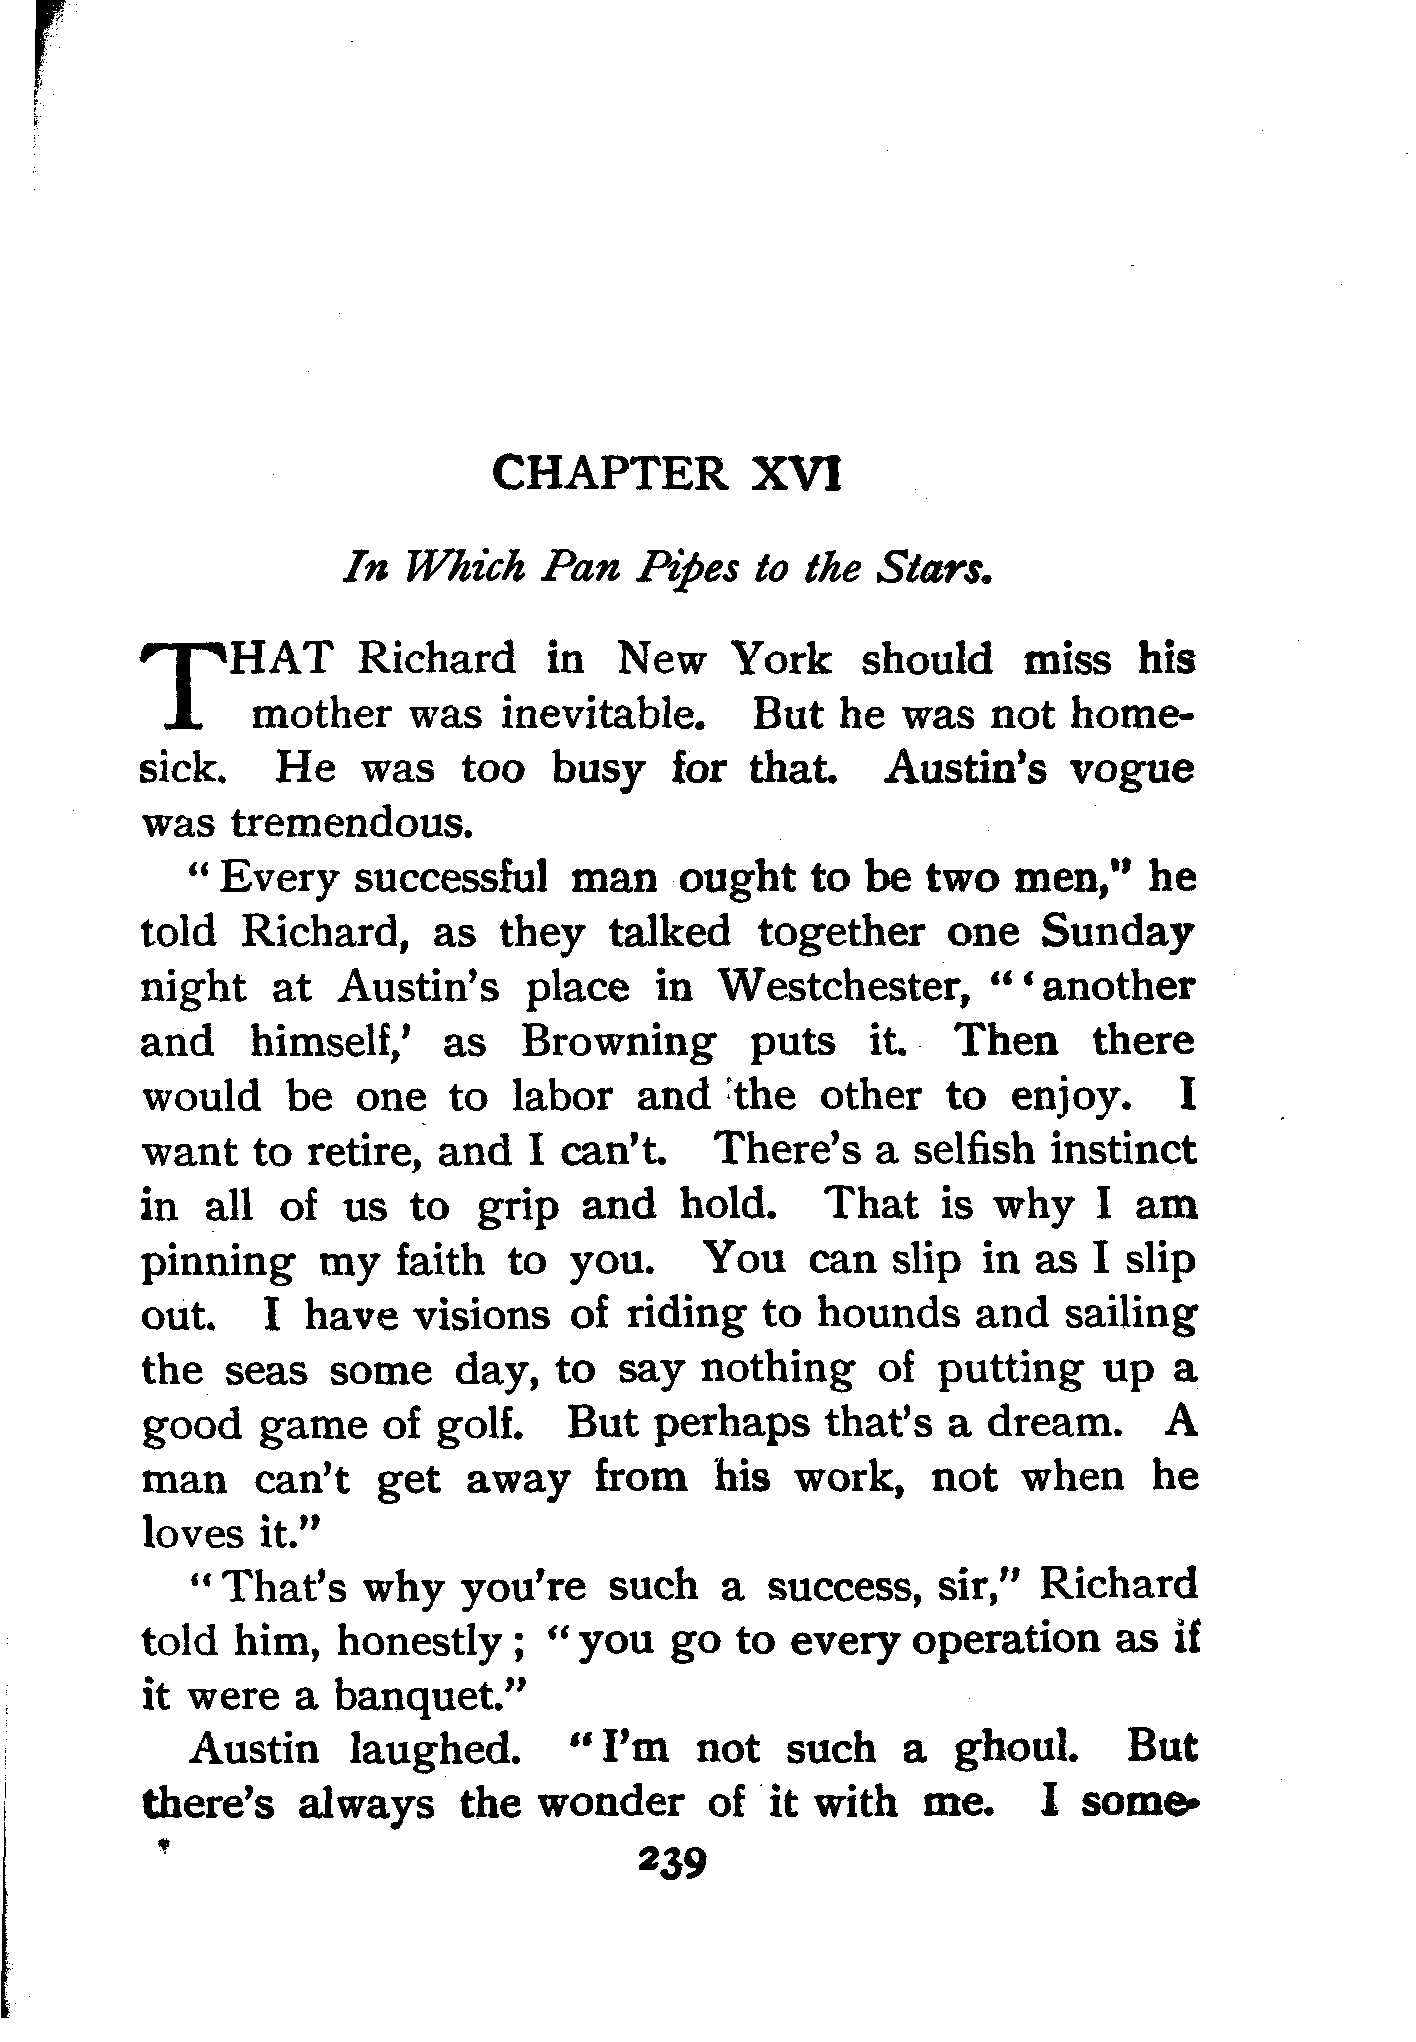 CHAPTER XVI
In Which Pan Pipes to the Stars.
THAT Richard in New York should miss his
mother was inevitable. But he was not home-
sick. He was too busy for that. Austin's vogue
was tremendous.
"Every successful man ought to be two men," he
told Richard, as they talked together one Sunday
night at Austin's place in Westchester, "'another
and himself,' as Browning puts it. Then there
would be one to labor and the other to enjoy. I
want to retire, and I can't. There's a selfish instinct
in all of us to grip and hold. That is why I am
pinning my faith to you. You can slip in as I slip
out. I have visions of riding to hounds and sailing
the seas some day, to say nothing of putting up a
good game of golf. But perhaps that's a dream. A
man can't get away from his work, not when he
loves it."
"That's why you're such a success, sir," Richard
told him, honestly; "you go to every operation as if
it were a banquet."
Austin laughed. "I'm not such a ghoul. But
there's always the wonder of it with me. I some-
239